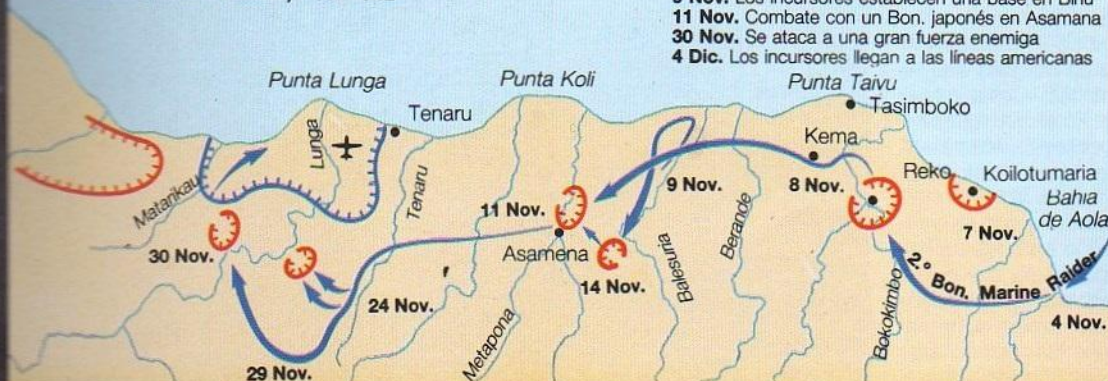 11 Nov. Combate con un Bon. japonés en Asamana
30 Nov. Se ataca a una gran fuerza enemiga
4 Dic. Los incursores llegan a las líneas americanas
Punta Lunga
Punta Koli
Punta Taivu
Tenaru
Tasimboko
Lunga
Kema
Matanikau
Tenaru
Reko
Koilotumaria
Bahia
de Aola
9 Nov.
8 Nov.
11 Nov.
7 Nov.
30 Nov.
Asamena
Balesuna
Berande
14 Nov.
24 Nov.
Metapona
Bokokimbo
2.º Bon. Marine Raider
4 Nov.
29 Nov.